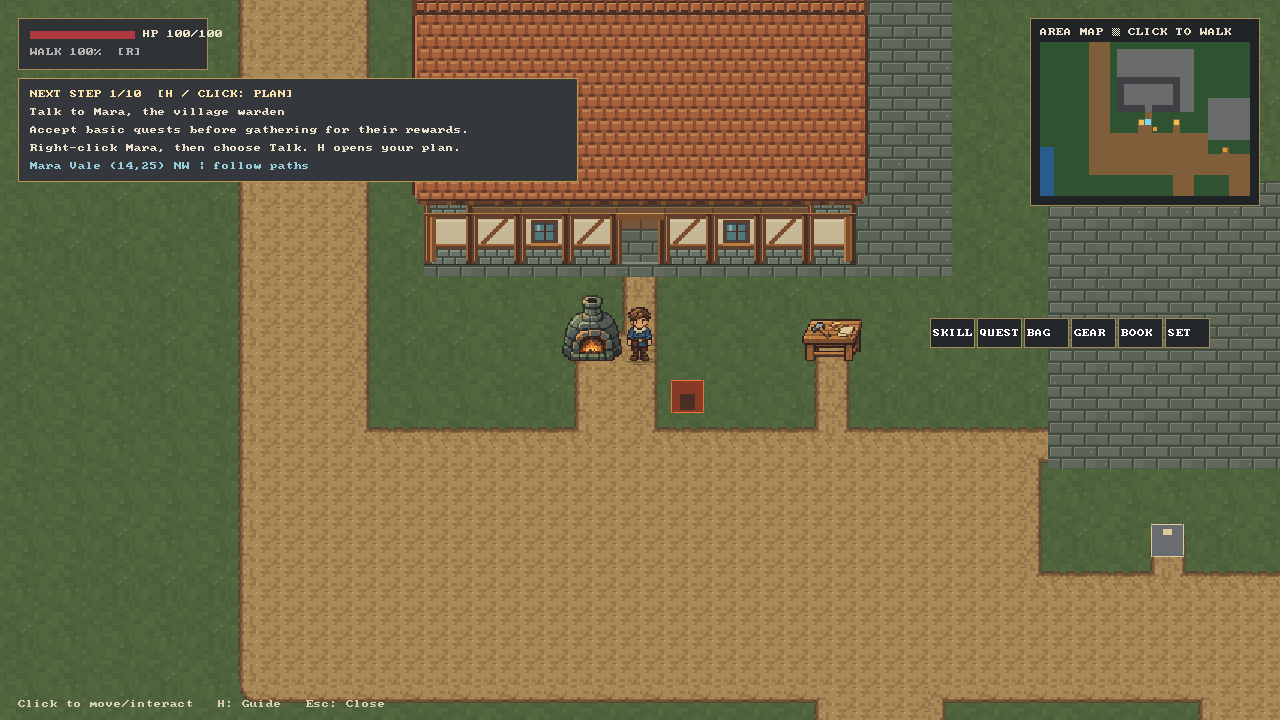 HP 100/100
WALK 100% [R]
NEXT STEP 1/10 [H / CLICK: PLAN]
Talk to Mara, the village warden
Accept basic quests before gathering for their rewards.
Right-click Mara, then choose Talk. H opens your plan.
Mara Vale (14,25) NW ¦ follow paths
AREA MAP ▒ CLICK TO WALK
SKILL QUEST BAG GEAR BOOK SET
Click to move/interact H: Guide Esc: Close